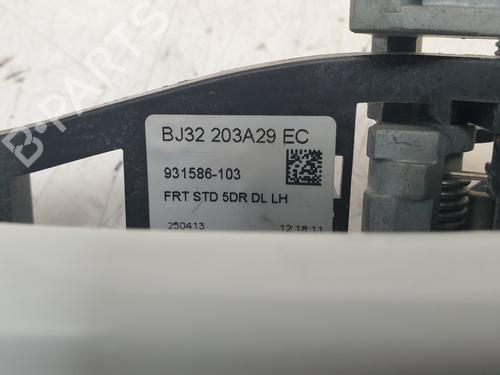 BJ32 203A29 EC
931586-103
FRT STD 5DR DL LH
250413 12:18:11
B-PARTS